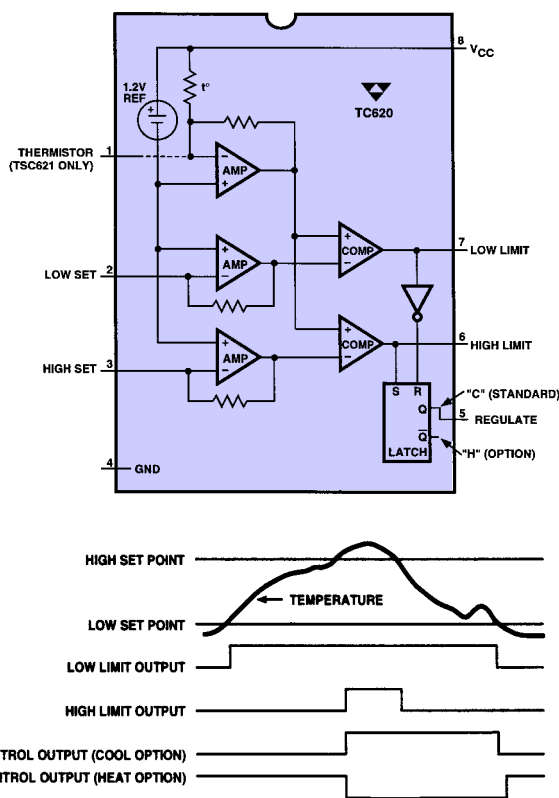 8 VCC
1.2V
REF
t°
TC620
THERMISTOR 1
(TSC621 ONLY)
−
AMP
+
+
AMP
−
LOW SET 2
+
COMP
−
7 LOW LIMIT
+
AMP
−
HIGH SET 3
+
COMP
−
6 HIGH LIMIT
S R
Q
Q̅
LATCH
"C" (STANDARD)
5
REGULATE
"H" (OPTION)
4 GND
HIGH SET POINT
TEMPERATURE
LOW SET POINT
LOW LIMIT OUTPUT
HIGH LIMIT OUTPUT
NTROL OUTPUT (COOL OPTION)
NTROL OUTPUT (HEAT OPTION)